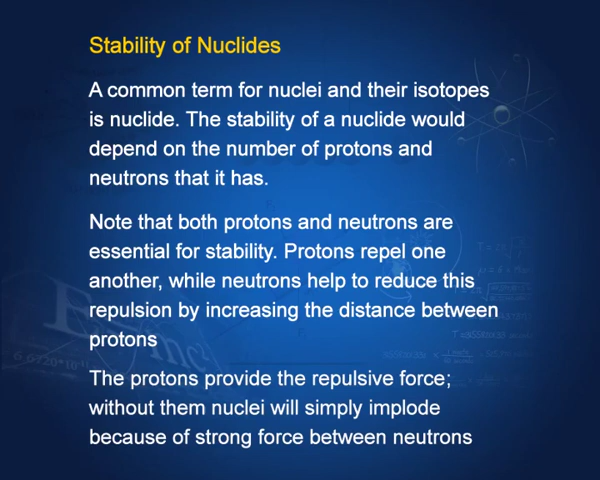 Stability of Nuclides
A common term for nuclei and their isotopes
is nuclide. The stability of a nuclide would
depend on the number of protons and
neutrons that it has.
Note that both protons and neutrons are
essential for stability. Protons repel one
another, while neutrons help to reduce this
repulsion by increasing the distance between
protons
The protons provide the repulsive force;
without them nuclei will simply implode
because of strong force between neutrons